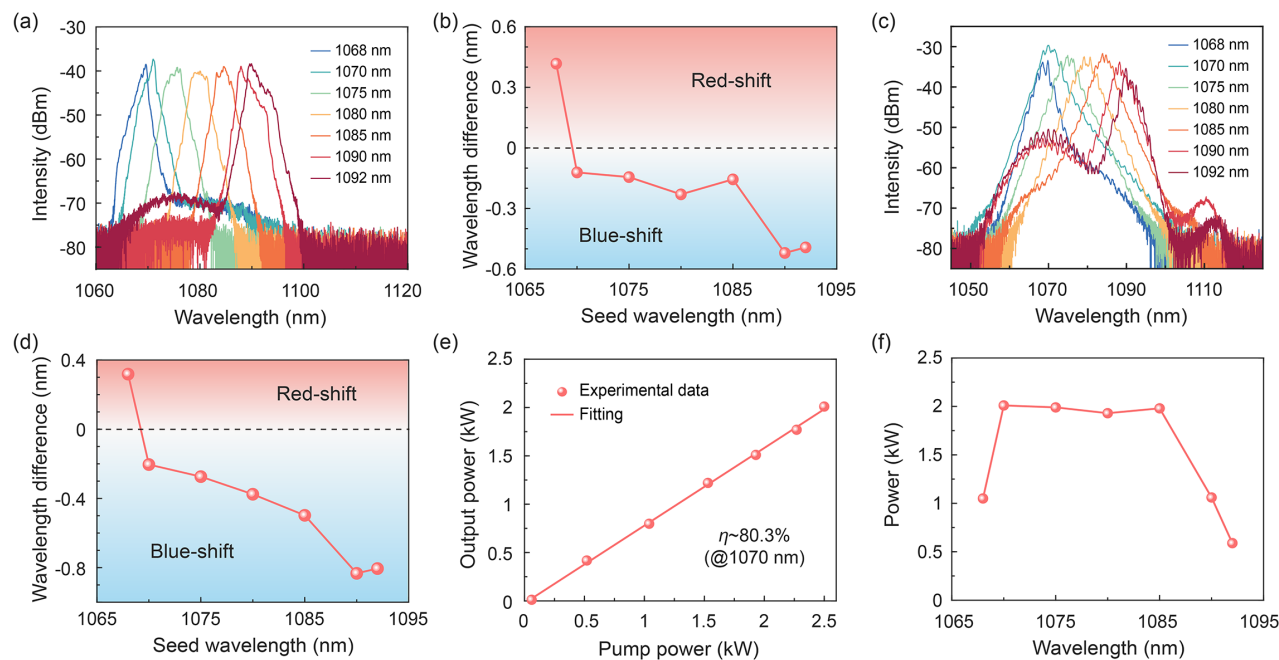 (a)
-30
-40
-50
-60
-70
-80
Intensity (dBm)
1068 nm
1070 nm
1075 nm
1080 nm
1085 nm
1090 nm
1092 nm
1060
1080
1100
1120
Wavelength (nm)
(b)
0.6
0.3
0
-0.3
-0.6
Wavelength difference (nm)
Red-shift
Blue-shift
1065
1075
1085
1095
Seed wavelength (nm)
(c)
-30
-40
-50
-60
-70
-80
Intensity (dBm)
1068 nm
1070 nm
1075 nm
1080 nm
1085 nm
1090 nm
1092 nm
1050
1070
1090
1110
Wavelength (nm)
(d)
0.4
0
-0.4
-0.8
Wavelength difference (nm)
Red-shift
Blue-shift
1065
1075
1085
1095
Seed wavelength (nm)
(e)
2.5
2
1.5
1
0.5
0
Output power (kW)
Experimental data
Fitting
η~80.3%
(@1070 nm)
0
0.5
1
1.5
2
2.5
Pump power (kW)
(f)
2.5
2
1.5
1
0.5
0
Power (kW)
1065
1075
1085
1095
Wavelength (nm)